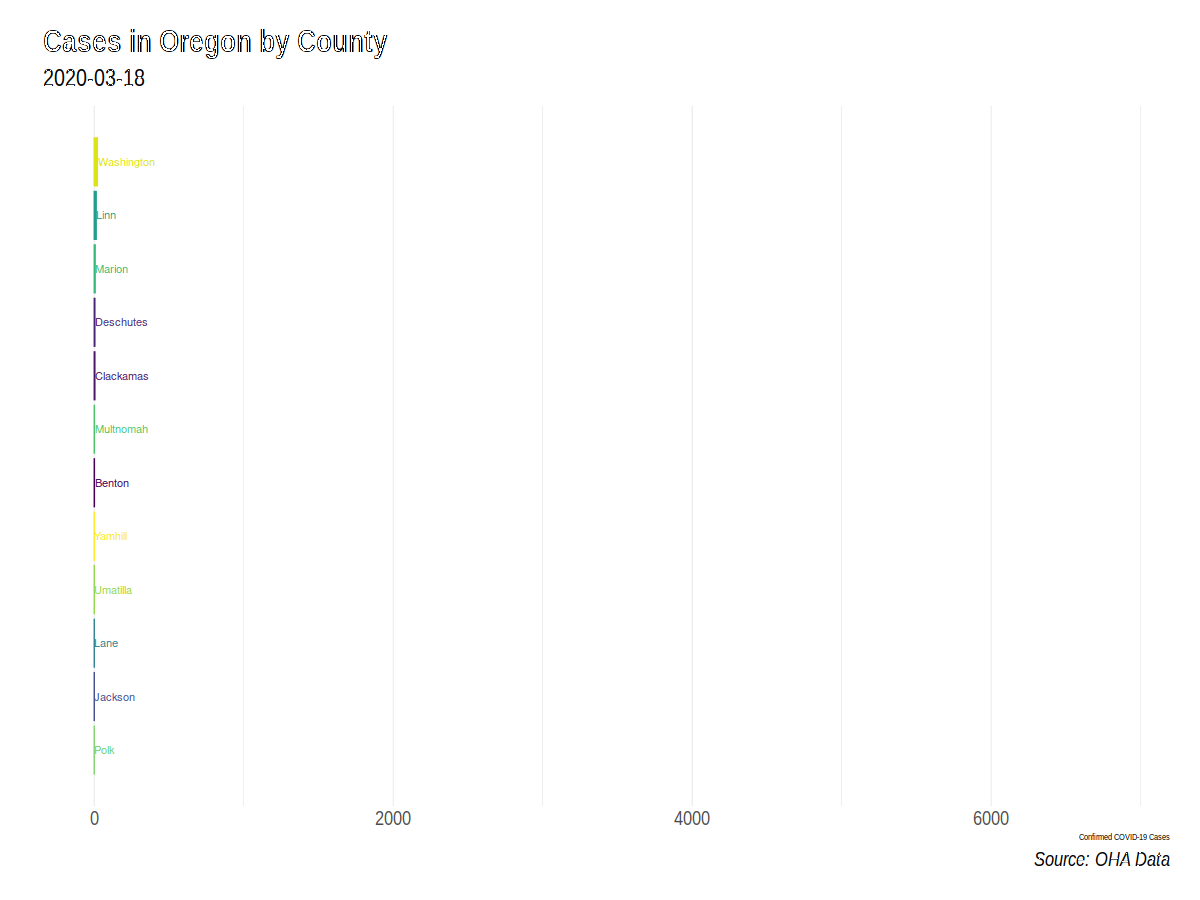 Cases in Oregon by County
2020-03-18
Washington
Linn
Marion
Deschutes
Clackamas
Multnomah
Benton
Yamhill
Umatilla
Lane
Jackson
Polk
0 2000 4000 6000
Confirmed COVID-19 Cases
Source: OHA Data